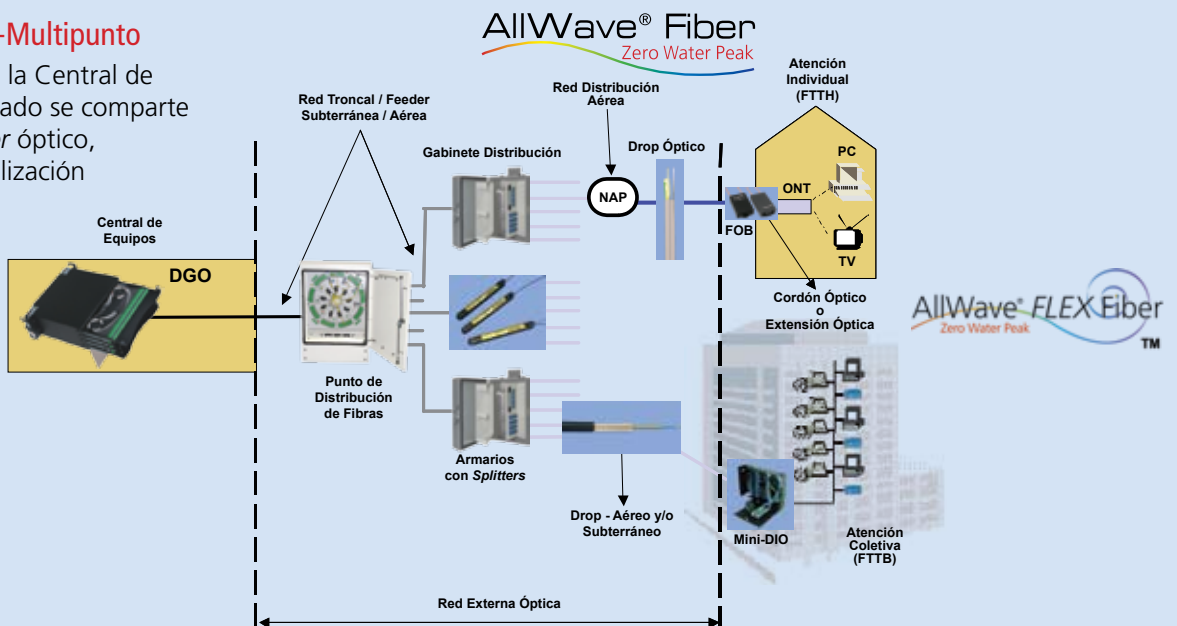 -Multipunto
la Central de
ado se comparte
r óptico,
lización
AllWave® Fiber
Zero Water Peak
Red Troncal / Feeder
Subterránea / Aérea
Red Distribución
Aérea
Atención
Individual
(FTTH)
Gabinete Distribución
Drop Óptico
PC
NAP
ONT
FOB
TV
Central de
Equipos
DGO
Cordón Óptico
o
Extensión Óptica
AllWave® FLEX Fiber
Zero Water Peak
TM
Punto de
Distribución
de Fibras
Armarios
con Splitters
Drop - Aéreo y/o
Subterráneo
Mini-DIO
Atención
Coletiva
(FTTB)
Red Externa Óptica